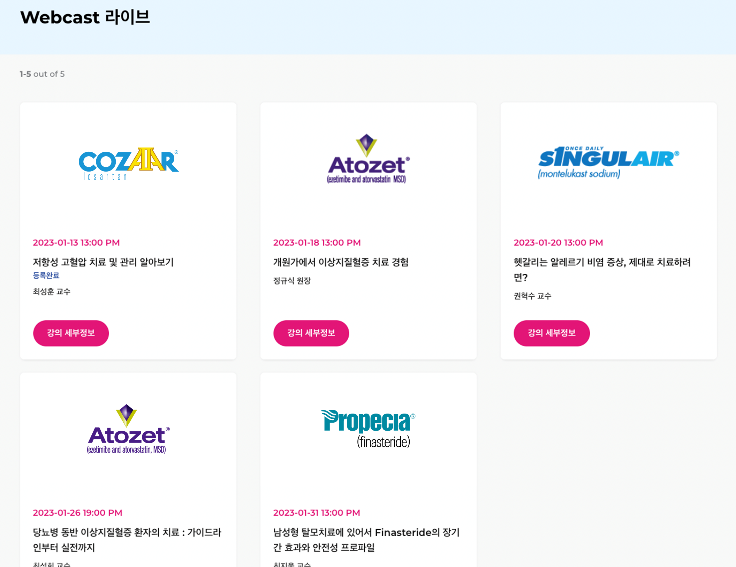 Webcast 라이브
1-5 out of 5
COZAAR
losartan
Atozet
(ezetimibe and atorvastatin, MSD)
ONCE DAILY
SINGULAIR®
(montelukast sodium)
2023-01-13 13:00 PM
저항성 고혈압 치료 및 관리 알아보기
등록완료
최성훈 교수
강의 세부정보
2023-01-18 13:00 PM
개원가에서 이상지질혈증 치료 경험
정규식 원장
강의 세부정보
2023-01-20 13:00 PM
헷갈리는 알레르기 비염 증상, 제대로 치료하려
면?
권혁수 교수
강의 세부정보
Atozet
(ezetimibe and atorvastatin, MSD)
Propecia®
(finasteride)
2023-01-26 19:00 PM
당뇨병 동반 이상지질혈증 환자의 치료 : 가이드라
인부터 실전까지
2023-01-31 13:00 PM
남성형 탈모치료에 있어서 Finasteride의 장기
간 효과와 안전성 프로파일